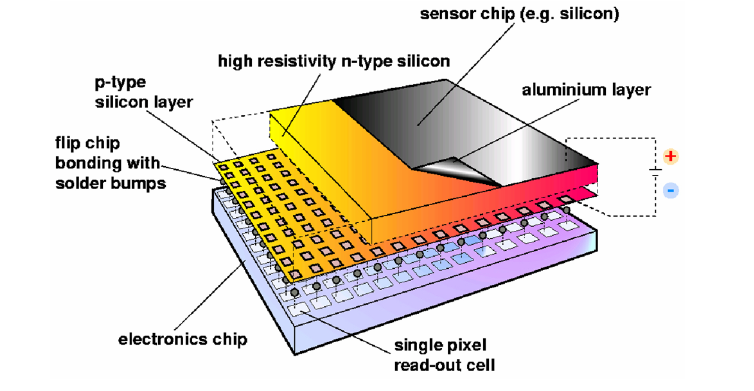 sensor chip (e.g. silicon)
high resistivity n-type silicon
p-type
silicon layer
aluminium layer
flip chip
bonding with
solder bumps
+
-
electronics chip
single pixel
read-out cell